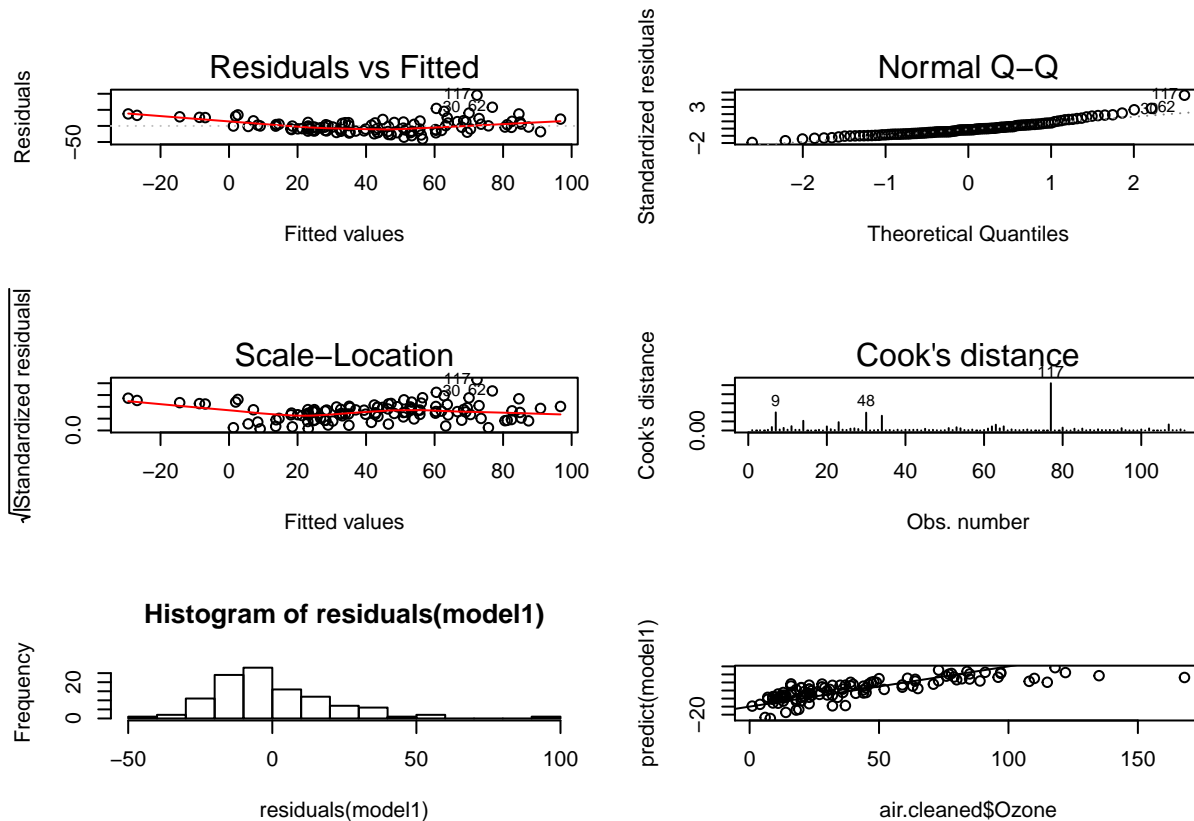 Residuals vs Fitted
Residuals
−50
117
30
62
−20 0 20 40 60 80 100
Fitted values
Normal Q−Q
Standardized residuals
−2 3
117
30
62
−2 −1 0 1 2
Theoretical Quantiles
Scale−Location
√|Standardized residuals|
0.0
117
30
62
−20 0 20 40 60 80 100
Fitted values
Cook's distance
Cook's distance
0.00
117
9
48
0 20 40 60 80 100
Obs. number
Histogram of residuals(model1)
Frequency
0 20
−50 0 50 100
residuals(model1)
predict(model1)
−20
0 50 100 150
air.cleaned$Ozone